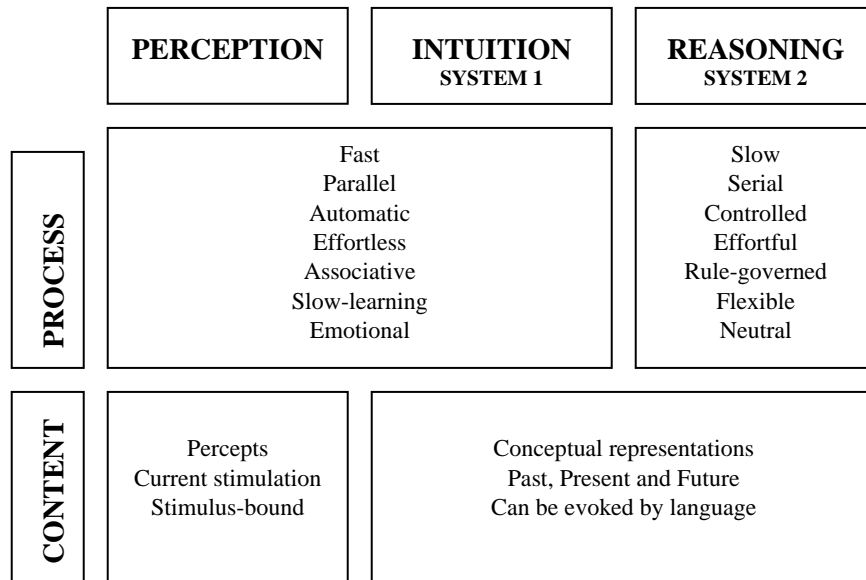 PERCEPTION
INTUITION
SYSTEM 1
REASONING
SYSTEM 2
PROCESS
Fast
Parallel
Automatic
Effortless
Associative
Slow-learning
Emotional
Slow
Serial
Controlled
Effortful
Rule-governed
Flexible
Neutral
CONTENT
Percepts
Current stimulation
Stimulus-bound
Conceptual representations
Past, Present and Future
Can be evoked by language